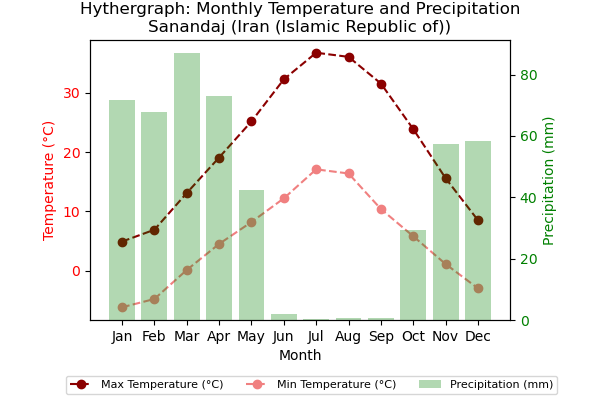 Hythergraph: Monthly Temperature and Precipitation
Sanandaj (Iran (Islamic Republic of))
Temperature (°C)
30
20
10
0
Precipitation (mm)
80
60
40
20
0
Jan Feb Mar Apr May Jun Jul Aug Sep Oct Nov Dec
Month
Max Temperature (°C) Min Temperature (°C) Precipitation (mm)